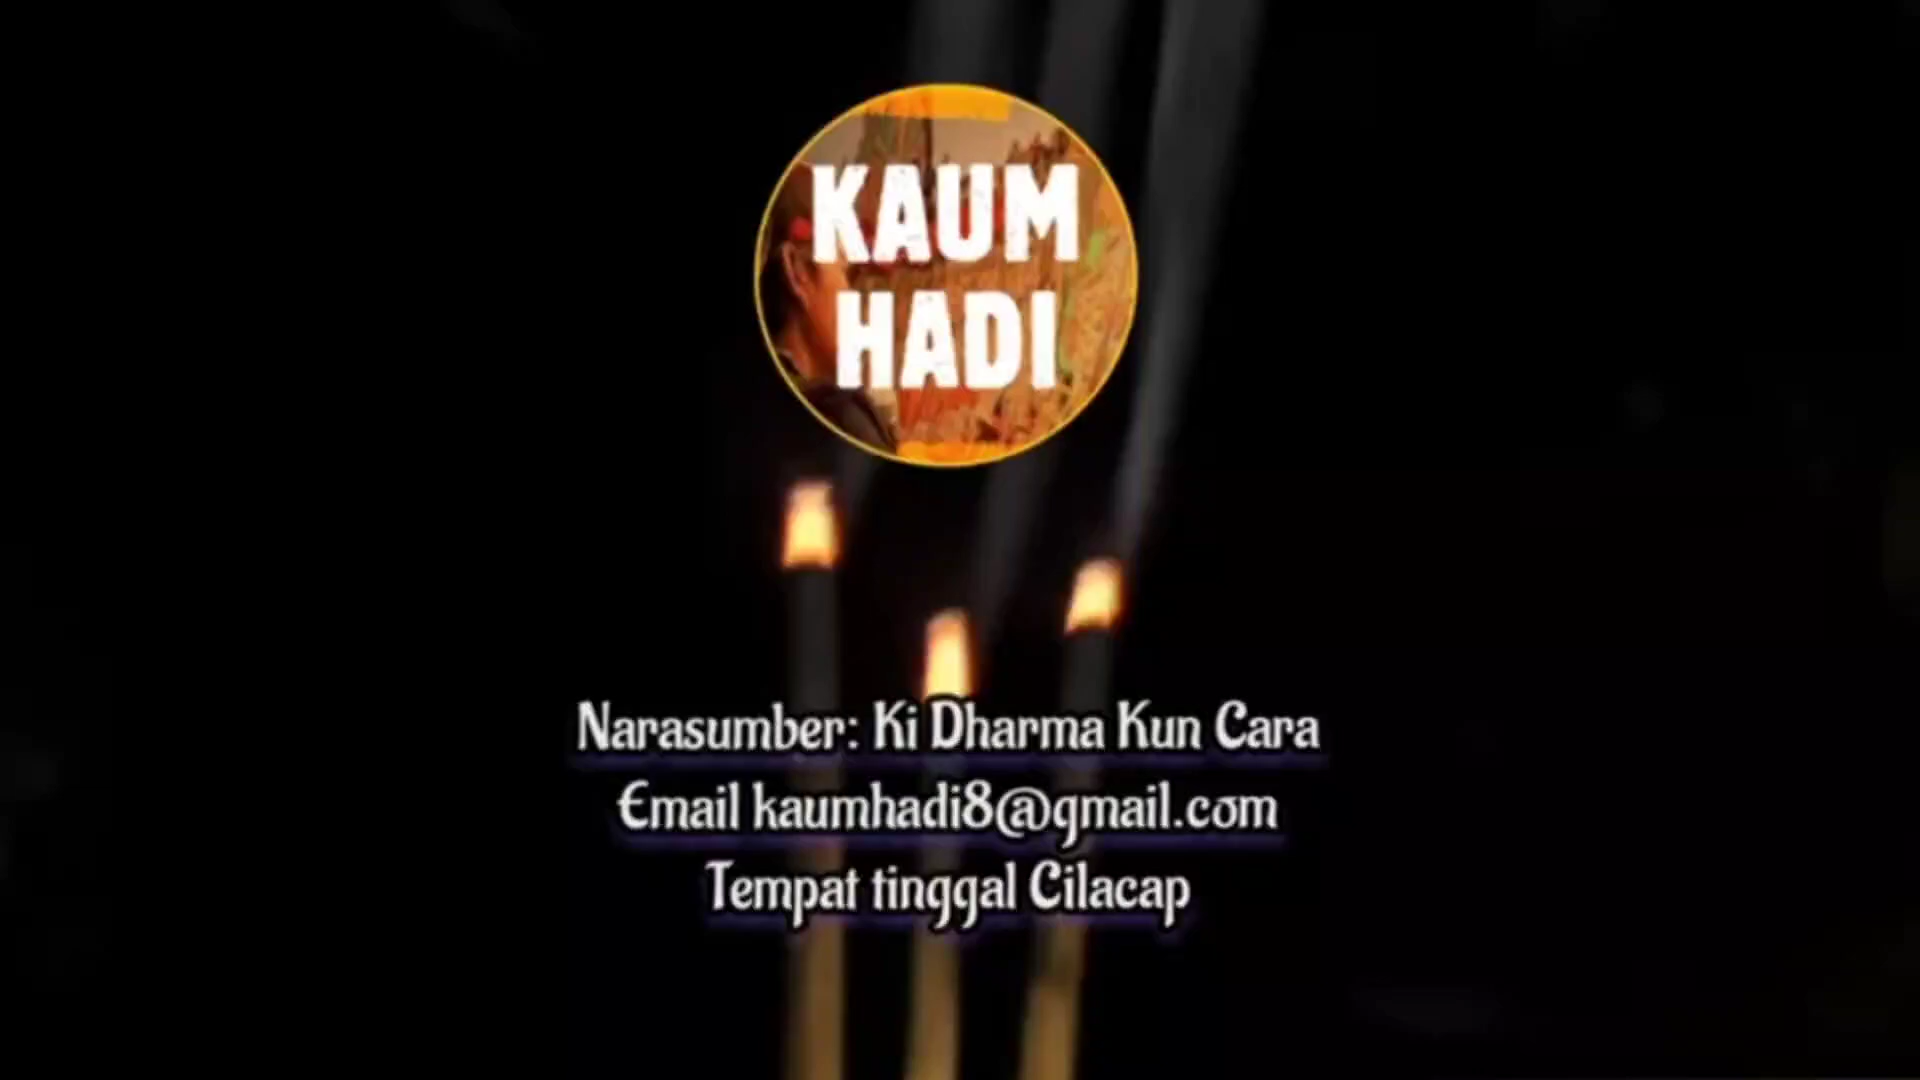 KAUM
HADI
Narasumber: Ki Dharma Kun Cara
Email kaumhadi8@gmail.com
Tempat tinggal Cilacap